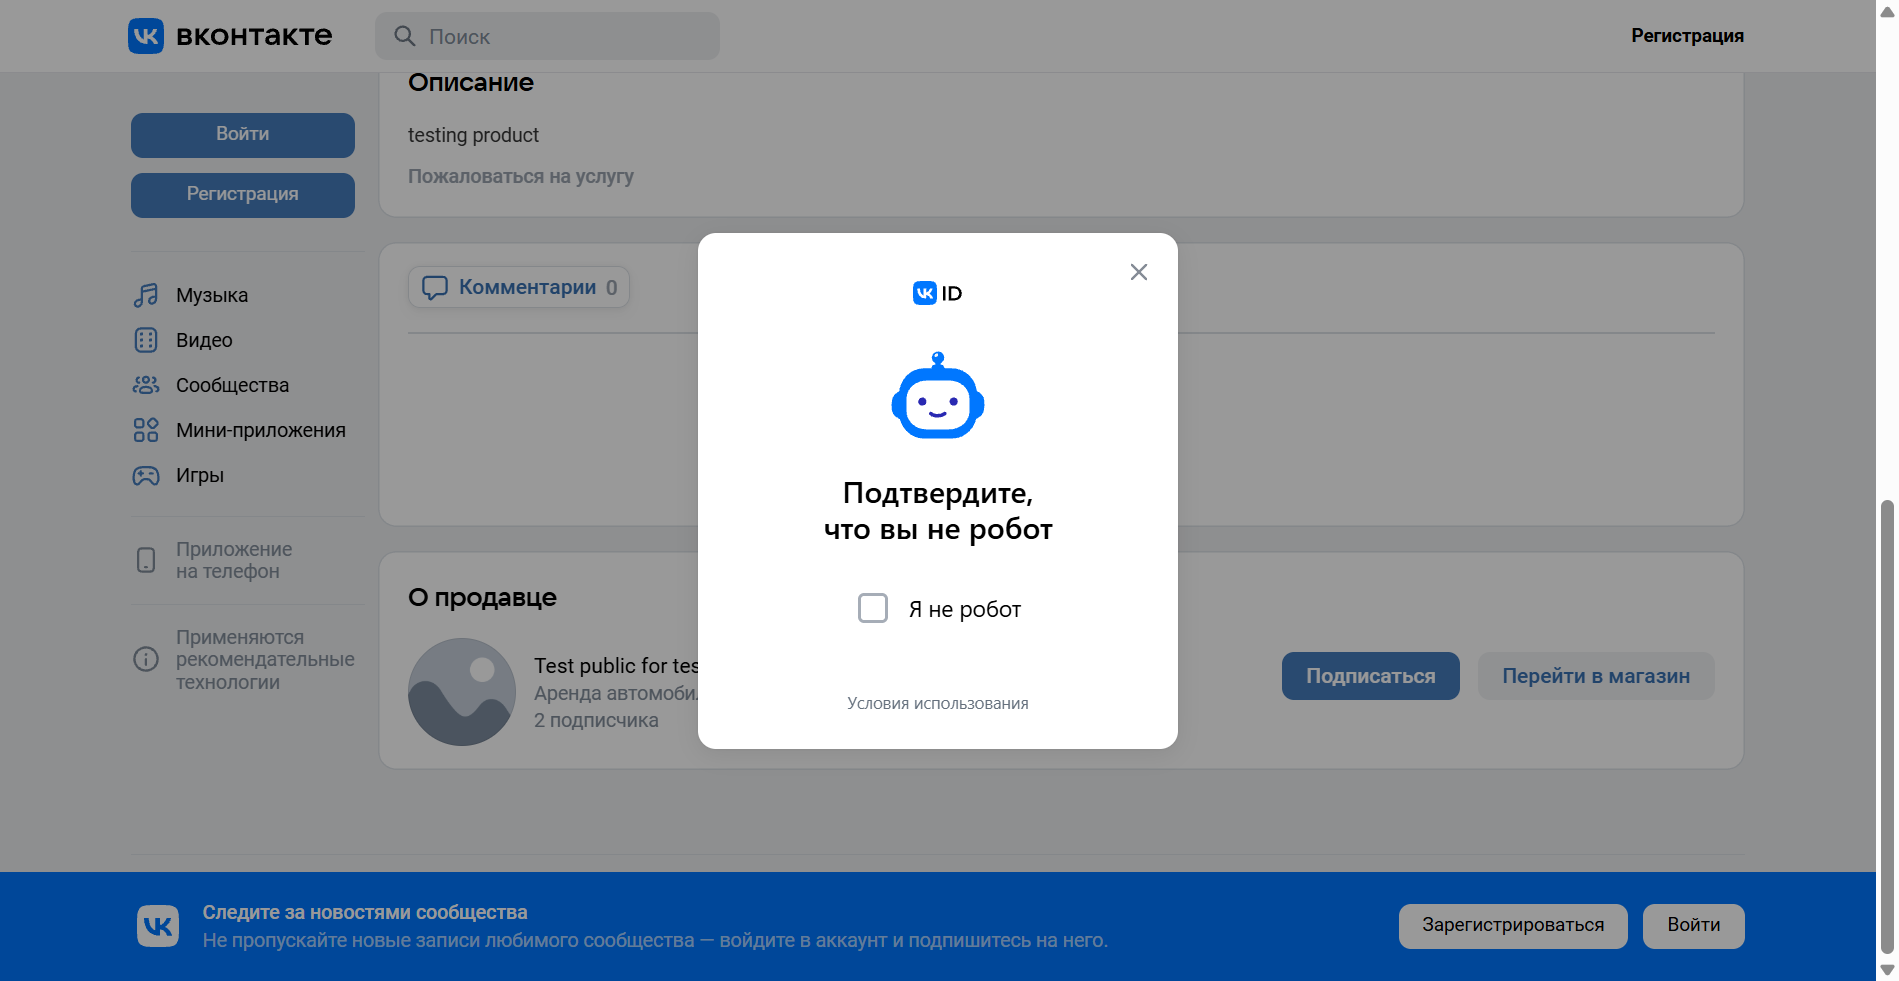 вконтакте
Поиск
Регистрация
Войти
Регистрация
Музыка
Видео
Сообщества
Мини-приложения
Игры
Приложение
на телефон
Применяются
рекомендательные
технологии
Описание
testing product
Пожаловаться на услугу
Комментарии 0
ID
Подтвердите,
что вы не робот
Я не робот
Условия использования
О продавце
Test public for tes
Аренда автомоби
2 подписчика
Подписаться
Перейти в магазин
Следите за новостями сообщества
Не пропускайте новые записи любимого сообщества — войдите в аккаунт и подпишитесь на него.
Зарегистрироваться
Войти